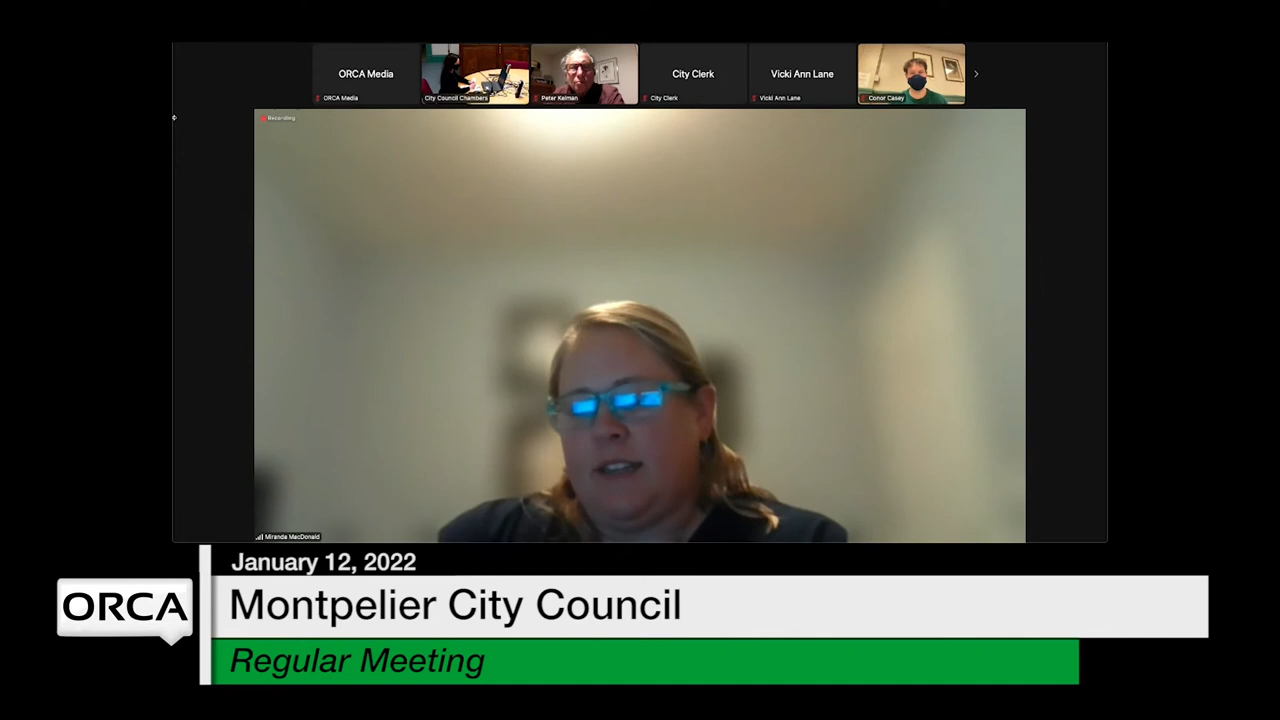 ORCA Media
City Clerk
Vicki Ann Lane
ORCA Media
City Council Chambers
Peter Kelman
City Clerk
Vicki Ann Lane
Conor Casey
Recording
Miranda MacDonald
January 12, 2022
ORCA
Montpelier City Council
Regular Meeting